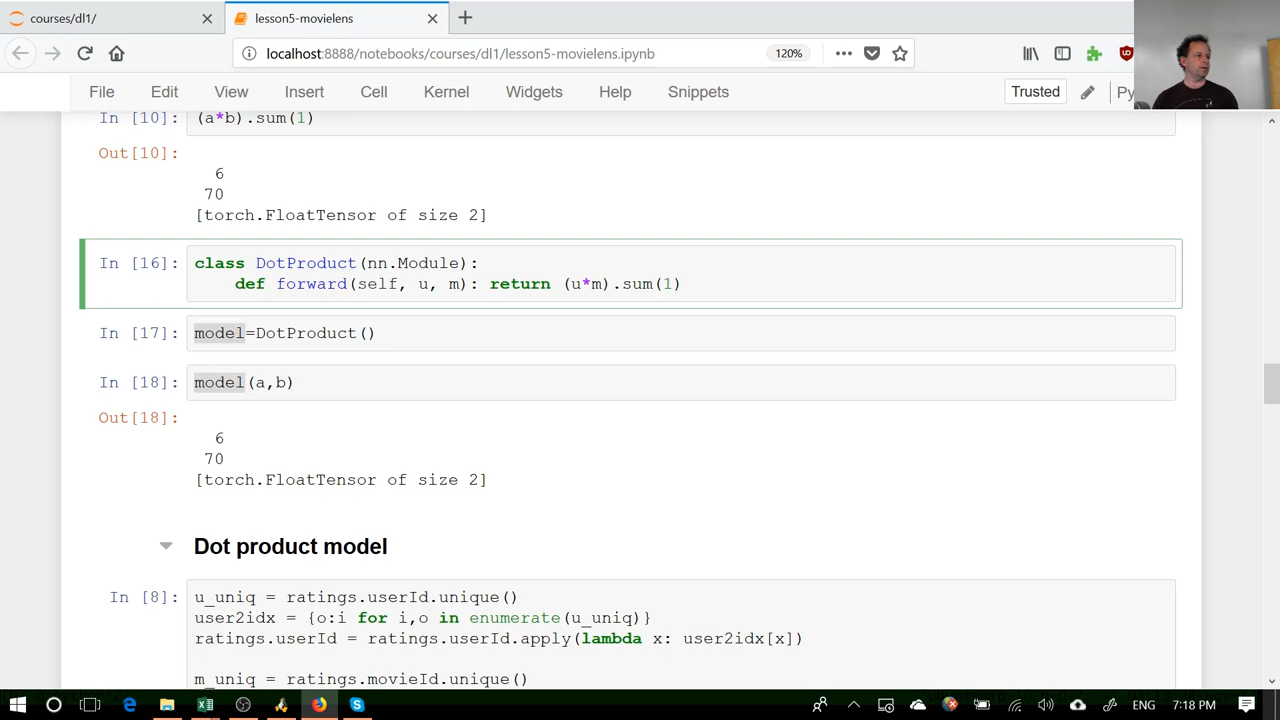 courses/dl1/
lesson5-movielens
localhost:8888/notebooks/courses/dl1/lesson5-movielens.ipynb
120%
File Edit View Insert Cell Kernel Widgets Help Snippets
Trusted
Py
In [10]: (a*b).sum(1)
Out[10]:
6
70
[torch.FloatTensor of size 2]
In [16]: class DotProduct(nn.Module):
def forward(self, u, m): return (u*m).sum(1)
In [17]: model=DotProduct()
In [18]: model(a,b)
Out[18]:
6
70
[torch.FloatTensor of size 2]
Dot product model
In [8]: u_uniq = ratings.userId.unique()
user2idx = {o:i for i,o in enumerate(u_uniq)}
ratings.userId = ratings.userId.apply(lambda x: user2idx[x])
m_uniq = ratings.movieId.unique()
ENG 7:18 PM